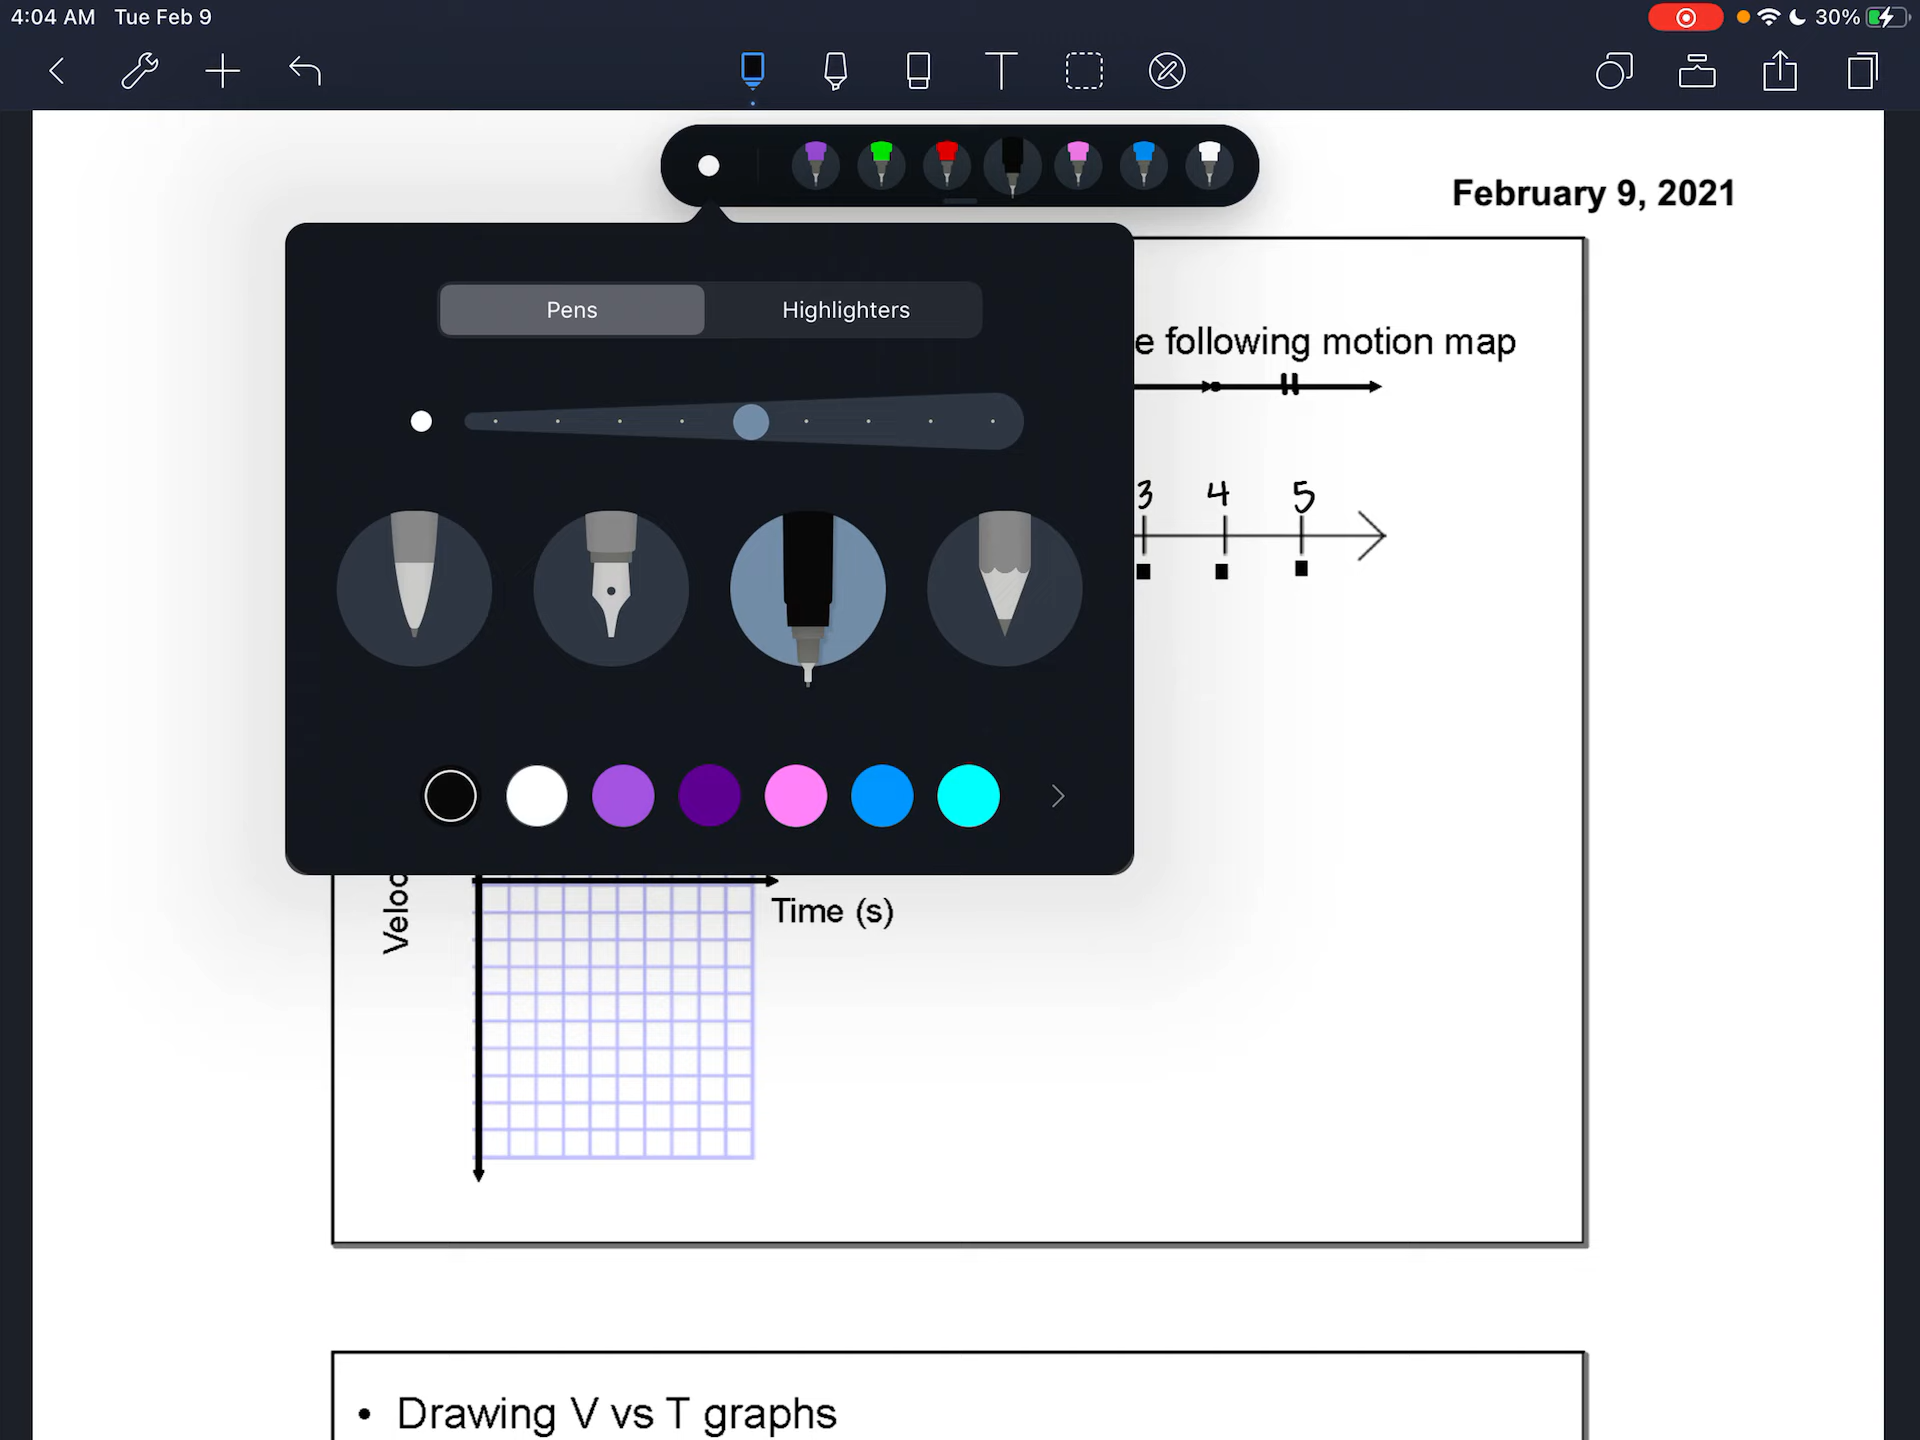 4:04 AM Tue Feb 9
30%
February 9, 2021
Pens Highlighters
e following motion map
3 4 5
Veloc
Time (s)
• Drawing V vs T graphs